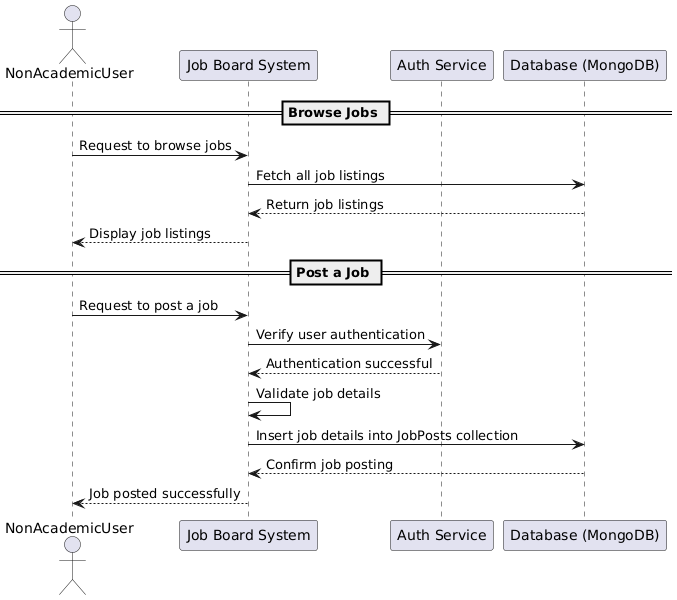 NonAcademicUser
Job Board System
Auth Service
Database (MongoDB)
Browse Jobs
Request to browse jobs
Fetch all job listings
Return job listings
Display job listings
Post a Job
Request to post a job
Verify user authentication
Authentication successful
Validate job details
Insert job details into JobPosts collection
Confirm job posting
Job posted successfully
NonAcademicUser
Job Board System
Auth Service
Database (MongoDB)